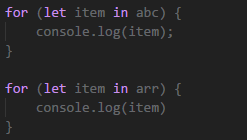 for (let item in abc) {
    console.log(item);
}
for (let item in arr) {
    console.log(item)
}